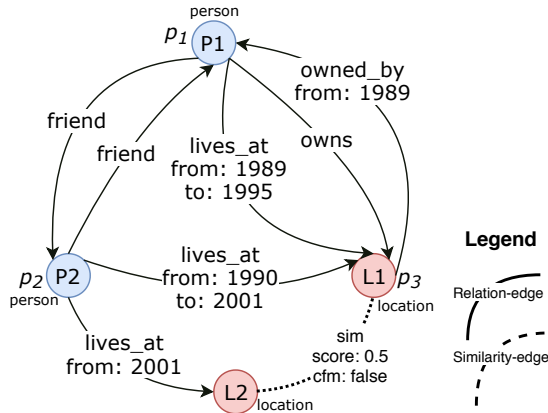 person
p1 P1
owned_by
from: 1989
friend
friend
owns
lives_at
from: 1989
to: 1995
p2 P2
person
lives_at
from: 1990
to: 2001
L1 p3
location
lives_at
from: 2001
L2
location
sim
score: 0.5
cfm: false
Legend
Relation-edge
Similarity-edge